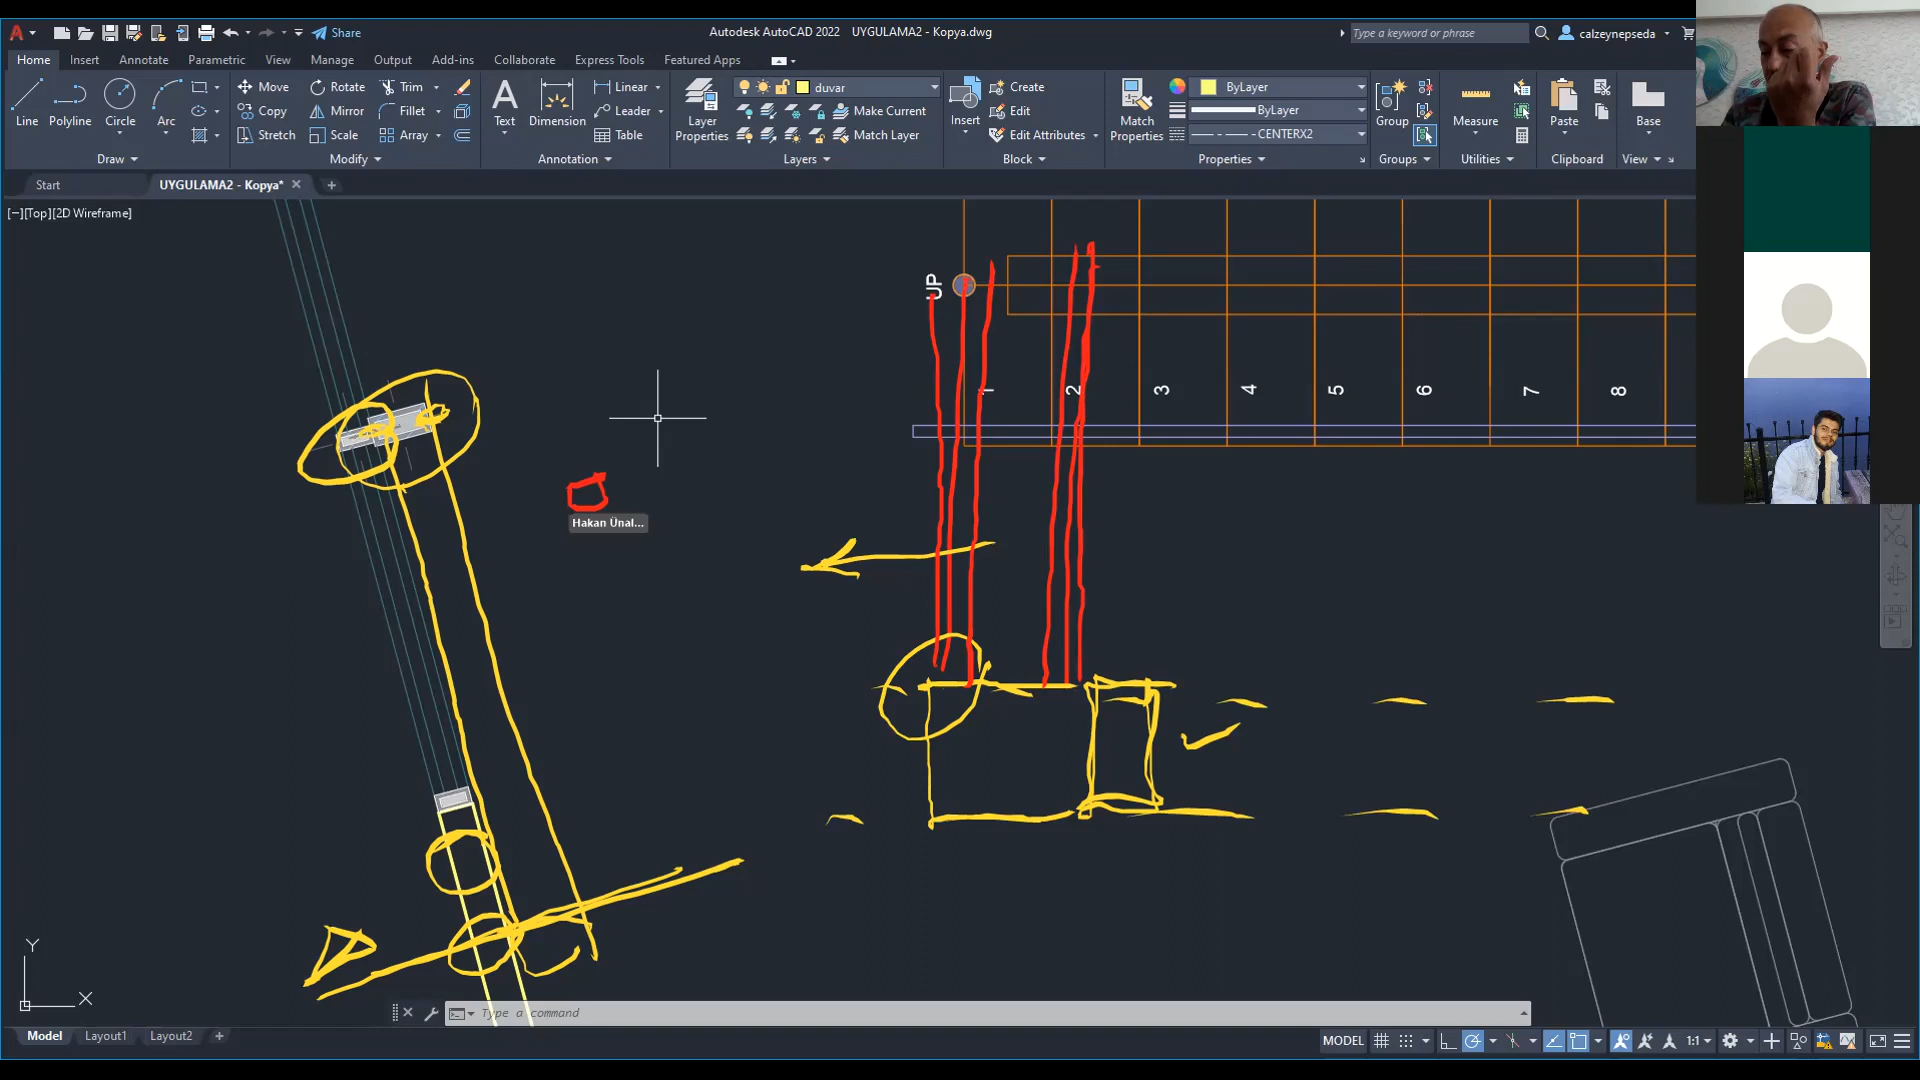 Share
Autodesk AutoCAD 2022 UYGULAMA2 - Kopya.dwg
Type a keyword or phrase
calzeynepseda
Home Insert Annotate Parametric View Manage Output Add-ins Collaborate Express Tools Featured Apps
Line Polyline Circle Arc
Move Rotate Trim
Copy Mirror Fillet
Stretch Scale Array
Text Dimension
Linear
Leader
Table
Layer Properties
duvar
Make Current
Match Layer
Insert
Create
Edit
Edit Attributes
Match Properties
ByLayer
ByLayer
CENTERX2
Group
Measure
Paste
Base
Draw Modify Annotation Layers Block Properties Groups Utilities Clipboard View
Start UYGULAMA2 - Kopya*
[−][Top][2D Wireframe]
UP
1 2 3 4 5 6 7 8
Hakan Ünal...
Y
X
Type a command
Model Layout1 Layout2
MODEL 1:1